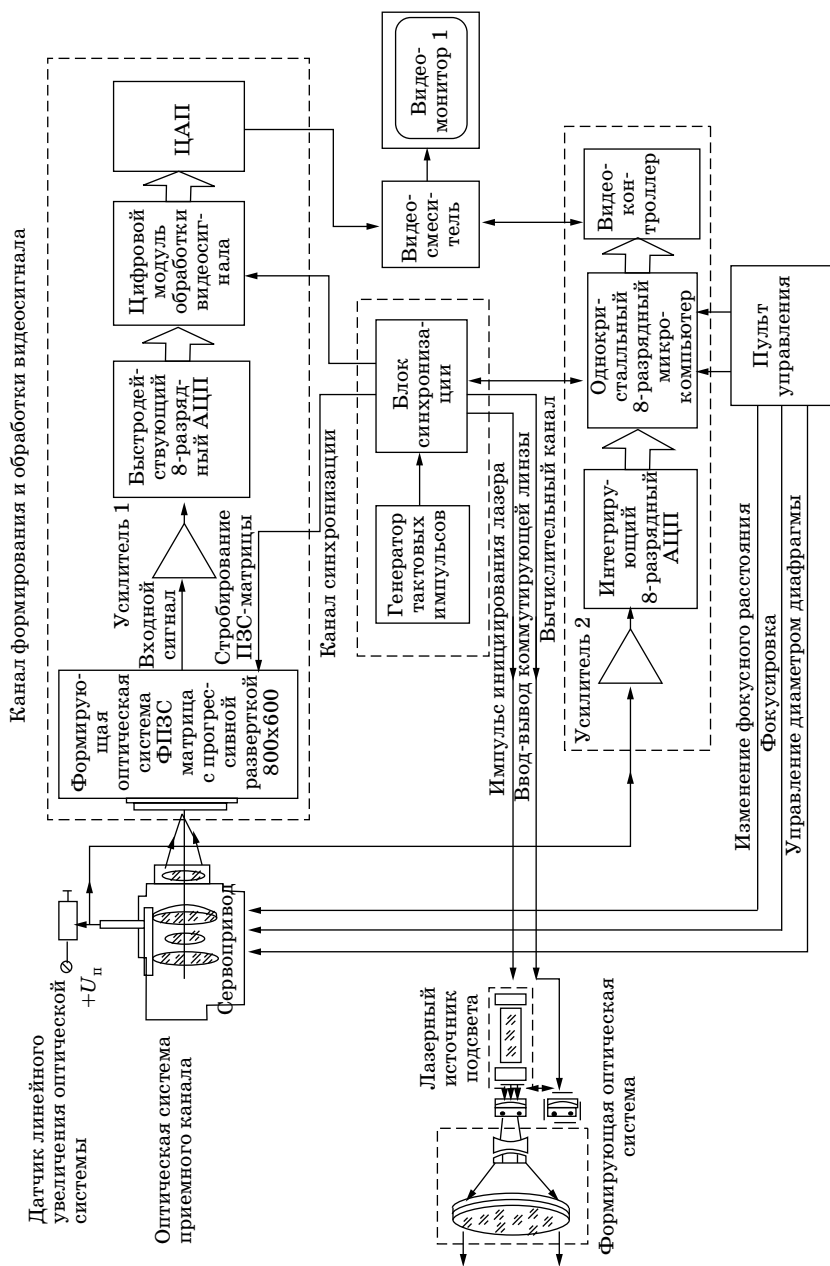 Канал формирования и обработки видеосигнала
Датчик линейного
увеличения оптической
системы
+Uп
Сервопривод
Оптическая система
приемного канала
Формирую-
щая
оптическая
система
ФПЗС
матрица
с прогрес-
сивной
разверткой
800х600
Усилитель 1
Входной
сигнал
Стробирование
ПЗС-матрицы
Быстродей-
ствующий
8-разряд-
ный АЦП
Цифровой
модуль
обработки
видеосиг-
нала
ЦАП
Канал синхронизации
Генератор
тактовых
импульсов
Блок
синхрониза-
ции
Видео-
смеси-
тель
Видео-
монитор 1
Лазерный
источник
подсвета
Формирующая оптическая
система
Импульс инициирования лазера
Ввод-вывод коммутирующей линзы
Вычислительный канал
Усилитель 2
Интегриру-
ющий
8-разрядный
АЦП
Однокри-
сталльный
8-разрядный
микро-
компьютер
Видео-
кон-
троллер
Изменение фокусного расстояния
Фокусировка
Управление диаметром диафрагмы
Пульт
управления